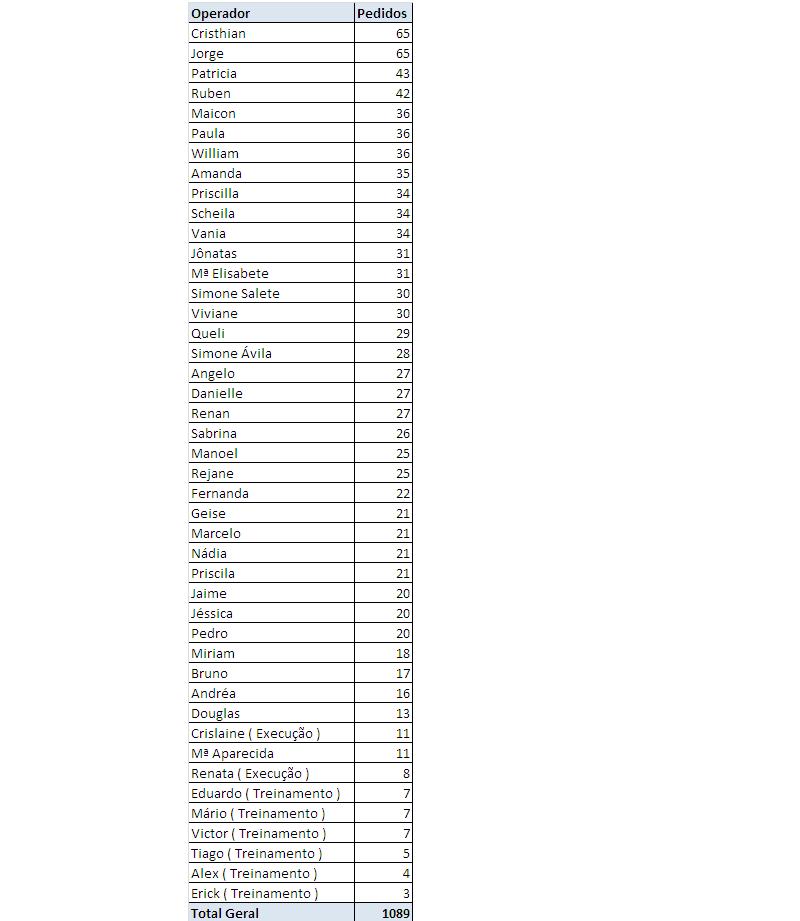 Operador Pedidos
Cristhian 65
Jorge 65
Patricia 43
Ruben 42
Maicon 36
Paula 36
William 36
Amanda 35
Priscilla 34
Scheila 34
Vania 34
Jônatas 31
Mª Elisabete 31
Simone Salete 30
Viviane 30
Queli 29
Simone Ávila 28
Angelo 27
Danielle 27
Renan 27
Sabrina 26
Manoel 25
Rejane 25
Fernanda 22
Geise 21
Marcelo 21
Nádia 21
Priscila 21
Jaime 20
Jéssica 20
Pedro 20
Miriam 18
Bruno 17
Andréa 16
Douglas 13
Crislaine ( Execução ) 11
Mª Aparecida 11
Renata ( Execução ) 8
Eduardo ( Treinamento ) 7
Mário ( Treinamento ) 7
Victor ( Treinamento ) 7
Tiago ( Treinamento ) 5
Alex ( Treinamento ) 4
Erick ( Treinamento ) 3
Total Geral 1089